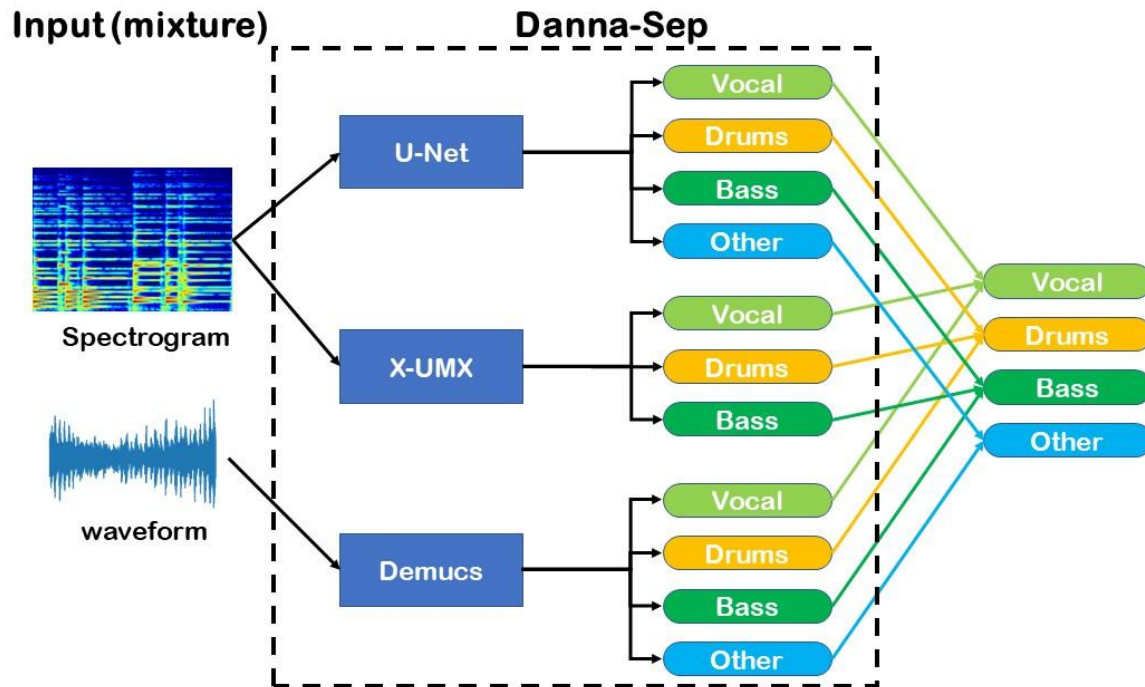 Input (mixture)
Danna-Sep
Spectrogram
waveform
U-Net
X-UMX
Demucs
Vocal
Drums
Bass
Other
Vocal
Drums
Bass
Vocal
Drums
Bass
Other
Vocal
Drums
Bass
Other